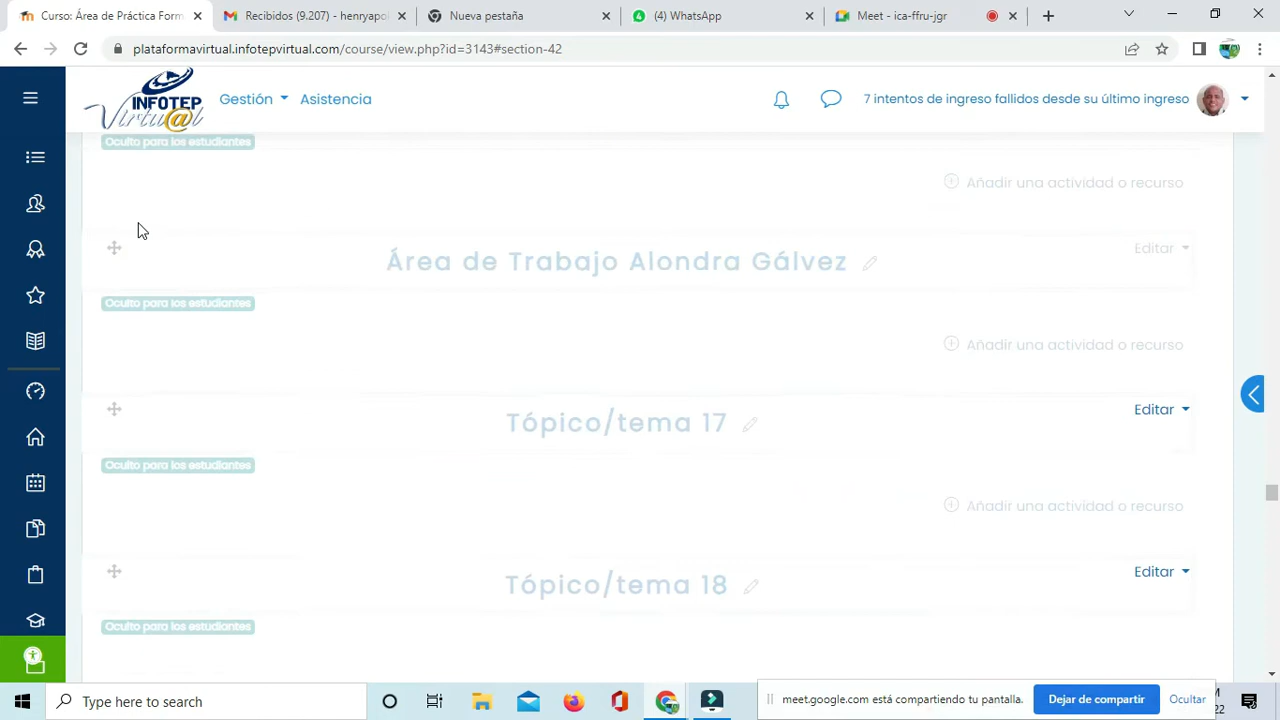 Curso: Área de Práctica Form
Recibidos (9.207) - henryapol
Nueva pestaña
(4) WhatsApp
Meet - ica-ffru-jgr
plataformavirtual.infotepvirtual.com/course/view.php?id=3143#section-42
INFOTEP
Virtu@l
Gestión
Asistencia
7 intentos de ingreso fallidos desde su último ingreso
Oculto para los estudiantes
Añadir una actividad o recurso
Área de Trabajo Alondra Gálvez
Editar
Oculto para los estudiantes
Añadir una actividad o recurso
Tópico/tema 17
Editar
Oculto para los estudiantes
Añadir una actividad o recurso
Tópico/tema 18
Editar
Oculto para los estudiantes
Type here to search
meet.google.com está compartiendo tu pantalla.
Dejar de compartir
Ocultar